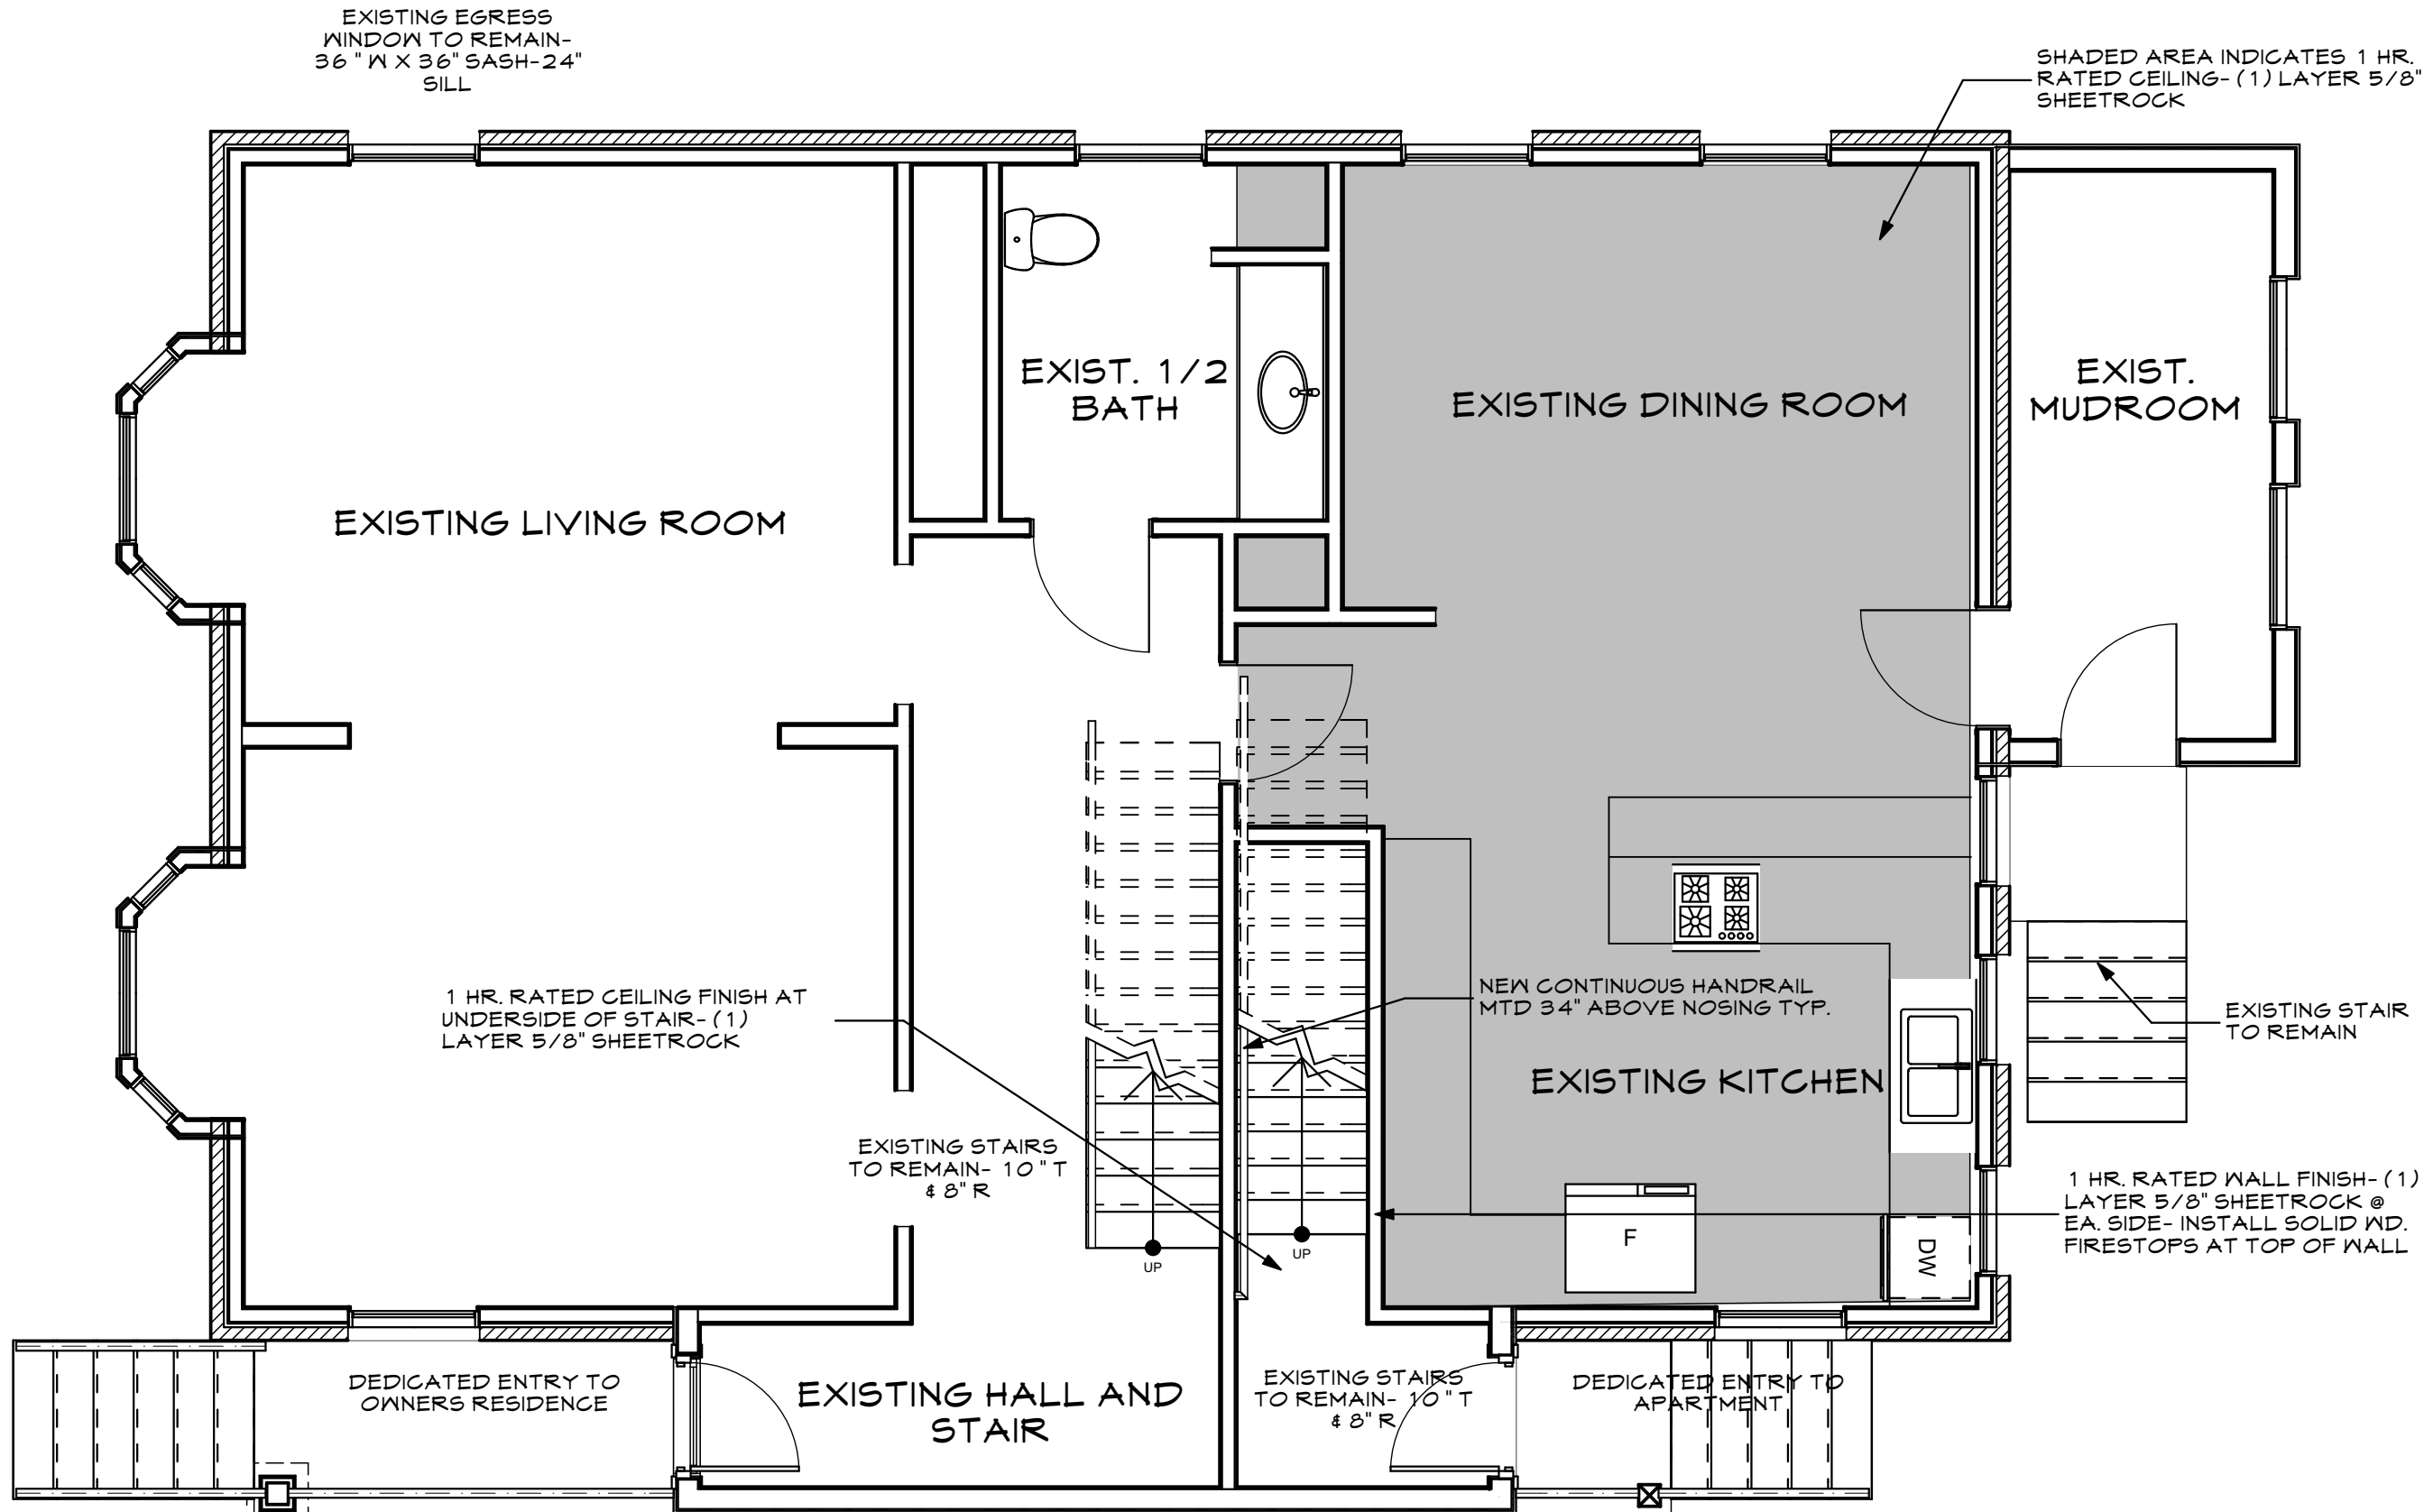 EXISTING EGRESS
WINDOW TO REMAIN-
36 " W X 36" SASH-24"
SILL
SHADED AREA INDICATES 1 HR.
RATED CEILING- (1) LAYER 5/8"
SHEETROCK
EXIST. 1/2
BATH
EXISTING DINING ROOM
EXIST.
MUDROOM
EXISTING LIVING ROOM
1 HR. RATED CEILING FINISH AT
UNDERSIDE OF STAIR- (1)
LAYER 5/8" SHEETROCK
NEW CONTINUOUS HANDRAIL
MTD 34" ABOVE NOSING TYP.
EXISTING STAIR
TO REMAIN
EXISTING KITCHEN
EXISTING STAIRS
TO REMAIN- 10 " T
& 8" R
1 HR. RATED WALL FINISH- (1)
LAYER 5/8" SHEETROCK @
EA. SIDE- INSTALL SOLID WD.
FIRESTOPS AT TOP OF WALL
F
DW
UP
UP
DEDICATED ENTRY TO
OWNERS RESIDENCE
EXISTING HALL AND
STAIR
EXISTING STAIRS
TO REMAIN- 10 " T
& 8" R
DEDICATED ENTRY TO
APARTMENT